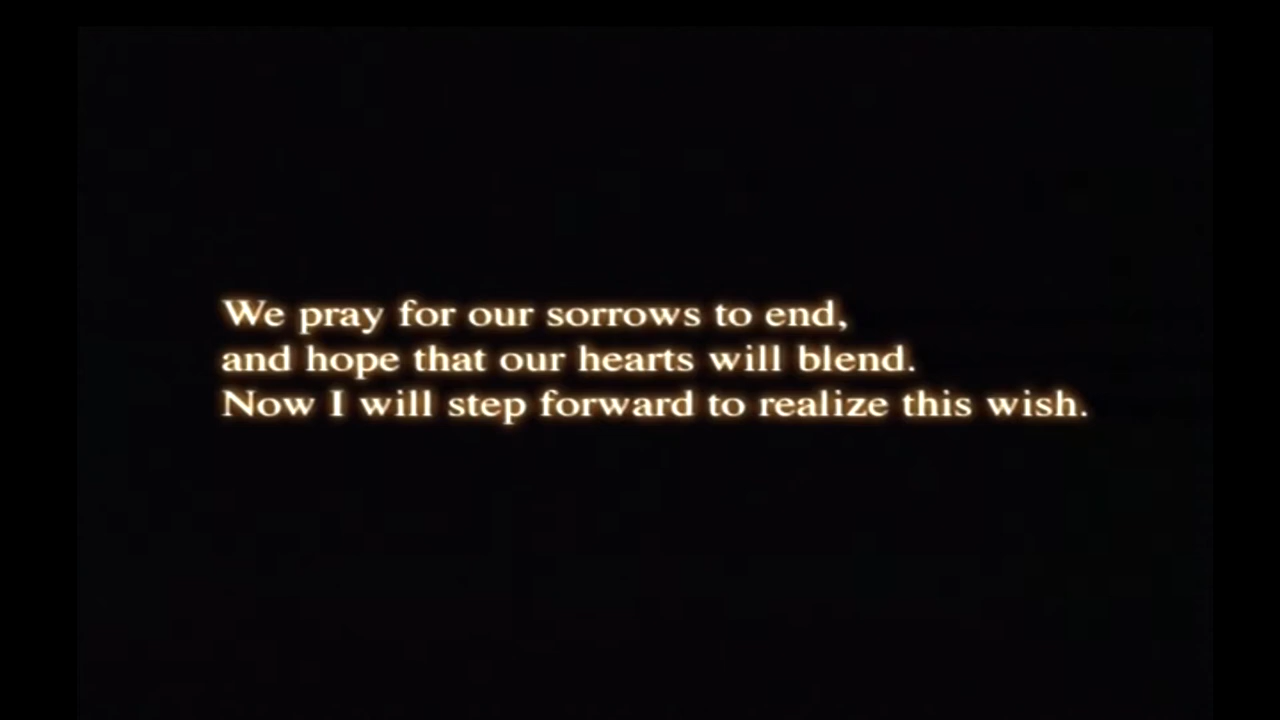 We pray for our sorrows to end,
and hope that our hearts will blend.
Now I will step forward to realize this wish.